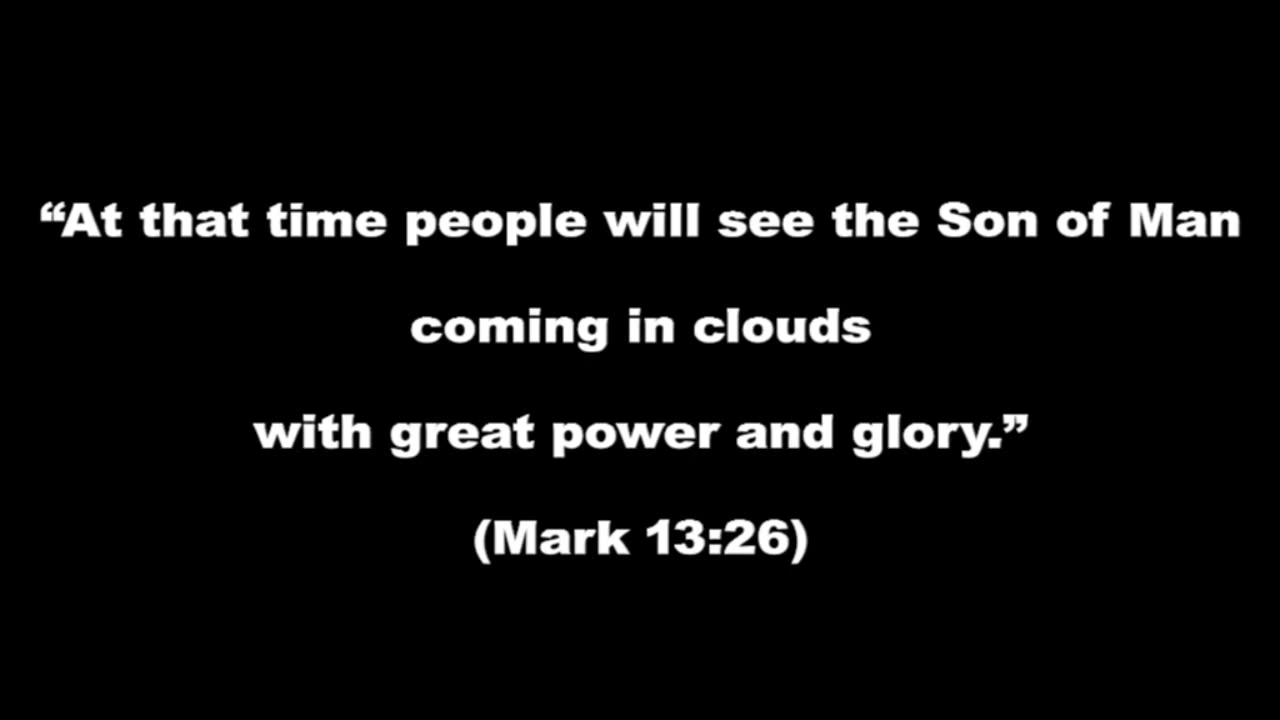 “At that time people will see the Son of Man
coming in clouds
with great power and glory.”
(Mark 13:26)